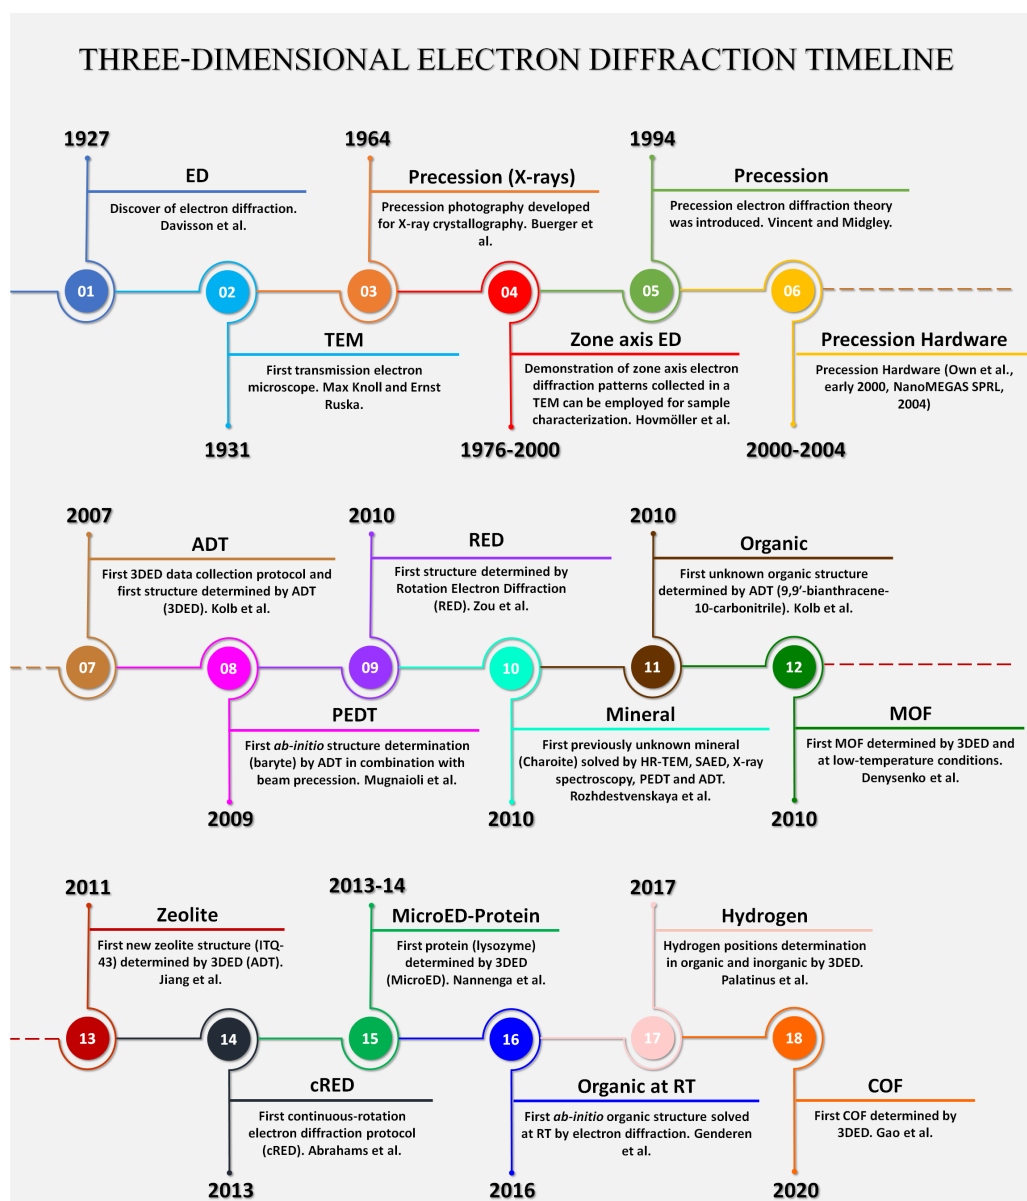 THREE-DIMENSIONAL ELECTRON DIFFRACTION TIMELINE
1927
ED
Discover of electron diffraction.
Davisson et al.
01
02
TEM
First transmission electron
microscope. Max Knoll and Ernst
Ruska.
1931
1964
Precession (X-rays)
Precession photography developed
for X-ray crystallography. Buerger et
al.
03
04
Zone axis ED
Demonstration of zone axis electron
diffraction patterns collected in a
TEM can be employed for sample
characterization. Hovmöller et al.
1976-2000
1994
Precession
Precession electron diffraction theory
was introduced. Vincent and Midgley.
05
06
Precession Hardware
Precession Hardware (Own et al.,
early 2000, NanoMEGAS SPRL,
2004)
2000-2004
2007
ADT
First 3DED data collection protocol and
first structure determined by ADT
(3DED). Kolb et al.
07
08
PEDT
First ab-initio structure determination
(baryte) by ADT in combination with
beam precession. Mugnaioli et al.
2009
2010
RED
First structure determined by
Rotation Electron Diffraction
(RED). Zou et al.
09
10
Mineral
First previously unknown mineral
(Charoite) solved by HR-TEM, SAED, X-ray
spectroscopy, PEDT and ADT.
Rozhdestvenskaya et al.
2010
2010
Organic
First unknown organic structure
determined by ADT (9,9’-bianthracene-
10-carbonitrile). Kolb et al.
11
12
MOF
First MOF determined by 3DED and
at low-temperature conditions.
Denysenko et al.
2010
2011
Zeolite
First new zeolite structure (ITQ-
43) determined by 3DED (ADT).
Jiang et al.
13
14
cRED
First continuous-rotation
electron diffraction protocol
(cRED). Abrahams et al.
2013
2013-14
MicroED-Protein
First protein (lysozyme)
determined by 3DED
(MicroED). Nannenga et al.
15
16
Organic at RT
First ab-initio organic structure solved
at RT by electron diffraction. Genderen
et al.
2016
2017
Hydrogen
Hydrogen positions determination
in organic and inorganic by 3DED.
Palatinus et al.
17
18
COF
First COF determined by
3DED. Gao et al.
2020